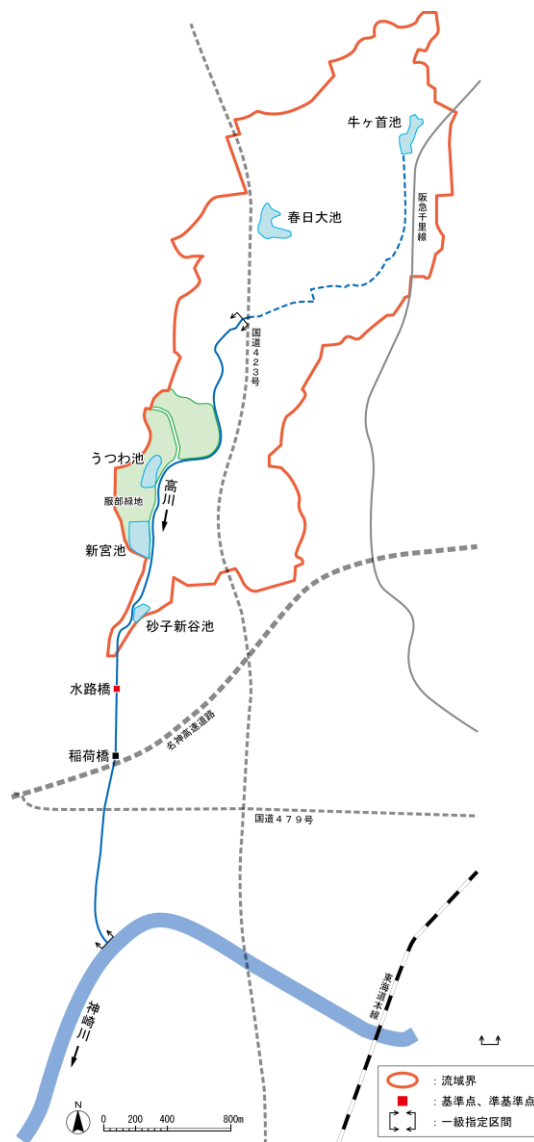 牛ヶ首池
阪急千里線
春日大池
国道423号
うつわ池
高川
服部緑地
新宮池
砂子新谷池
水路橋
名神高速道路
稲荷橋
国道479号
東海道本線
神崎川
N
0 200 400 800m
：流域界
：基準点、準基準点
：一級指定区間